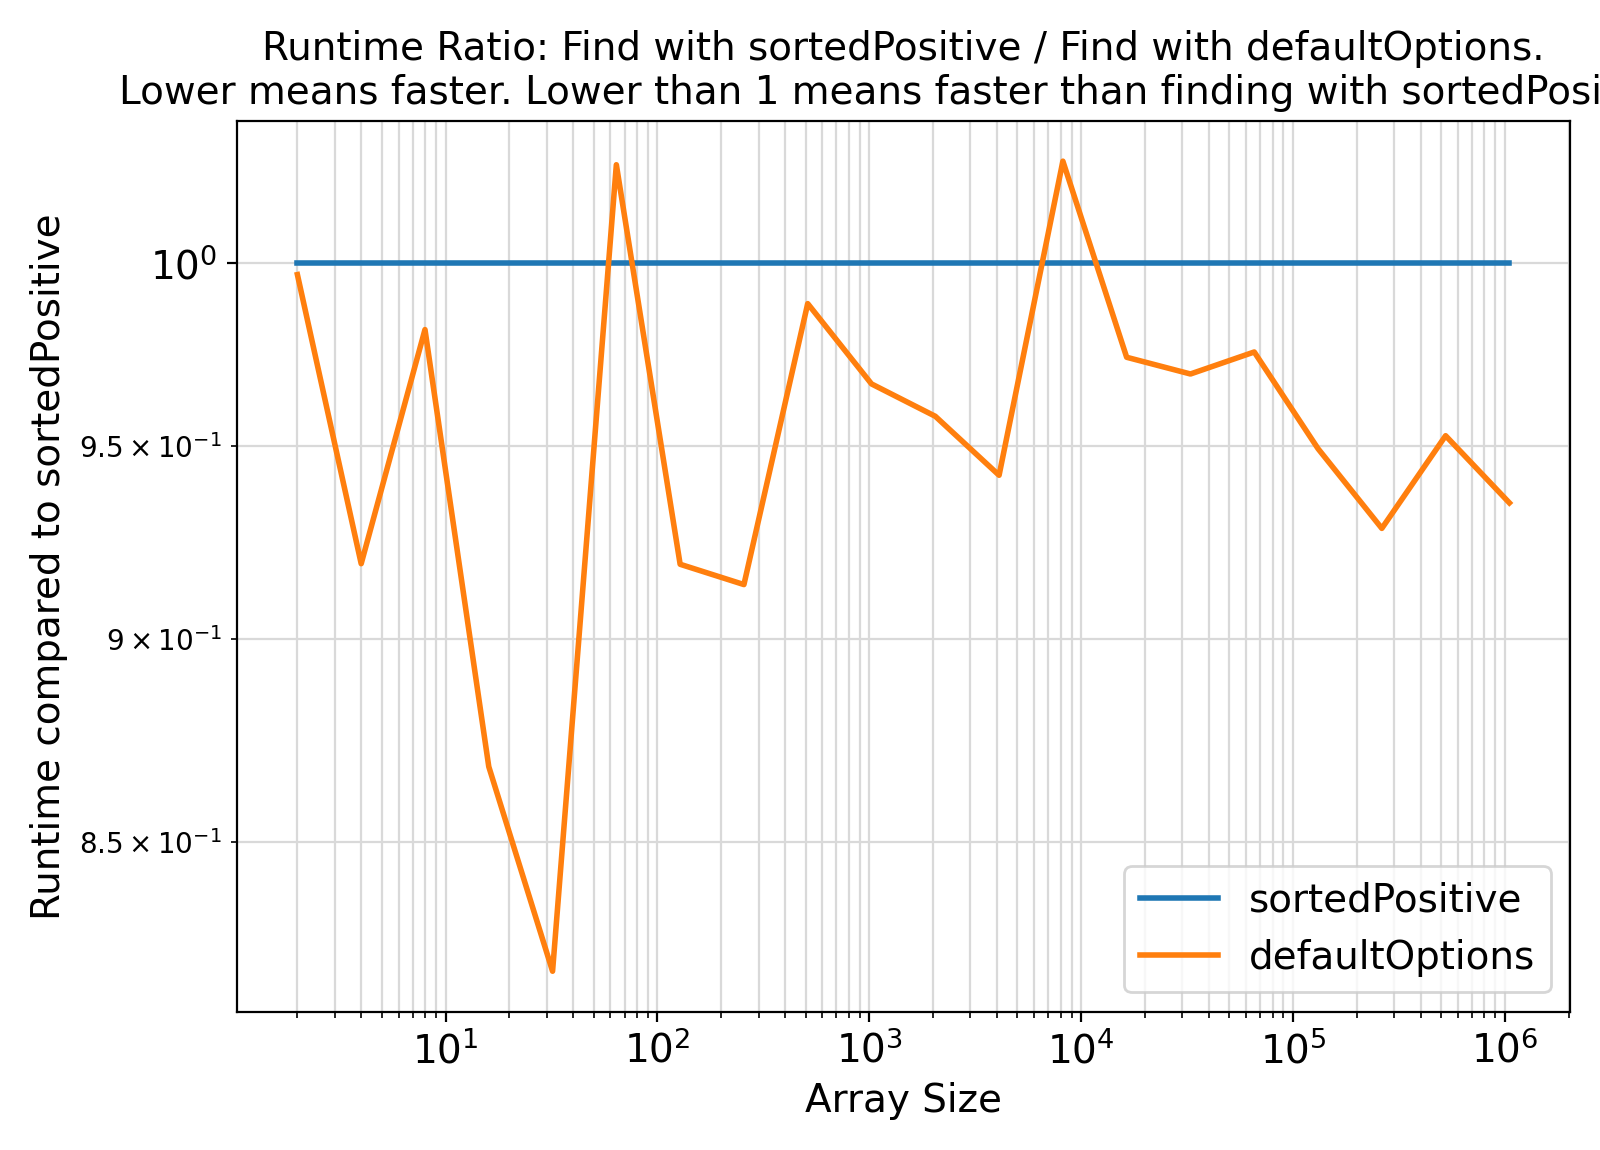 Runtime Ratio: Find with sortedPositive / Find with defaultOptions.
Lower means faster. Lower than 1 means faster than finding with sortedPosi
Runtime compared to sortedPositive
10⁰
9.5 × 10⁻¹
9 × 10⁻¹
8.5 × 10⁻¹
sortedPositive
defaultOptions
10¹ 10² 10³ 10⁴ 10⁵ 10⁶
Array Size